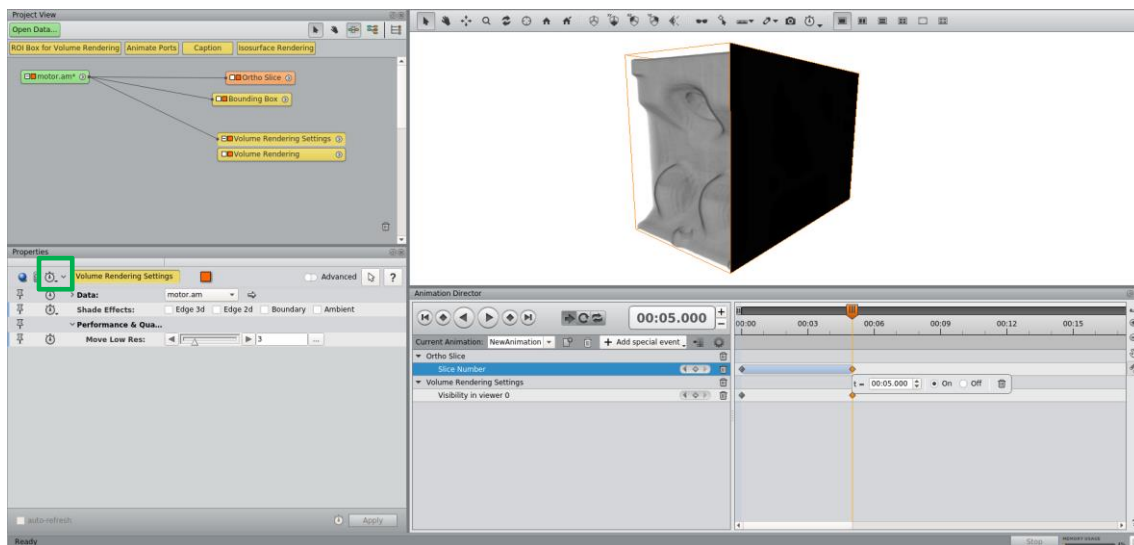 Project View
Open Data...
ROI Box for Volume Rendering Animate Ports Caption Isosurface Rendering
motor.am*
Ortho Slice
Bounding Box
Volume Rendering Settings
Volume Rendering
Properties
Volume Rendering Settings Advanced ?
Data: motor.am
Shade Effects: Edge 3d Edge 2d Boundary Ambient
Performance & Qua...
Move Low Res: 3 ...
auto-refresh Apply
Ready
Animation Director
00:05.000 + −
00:00 00:03 00:06 00:09 00:12 00:15
Current Animation: NewAnimation + Add special event
Ortho Slice
Slice Number
Volume Rendering Settings
t = 00:05.000 On Off
Visibility in viewer 0
Stop MEMORY USAGE